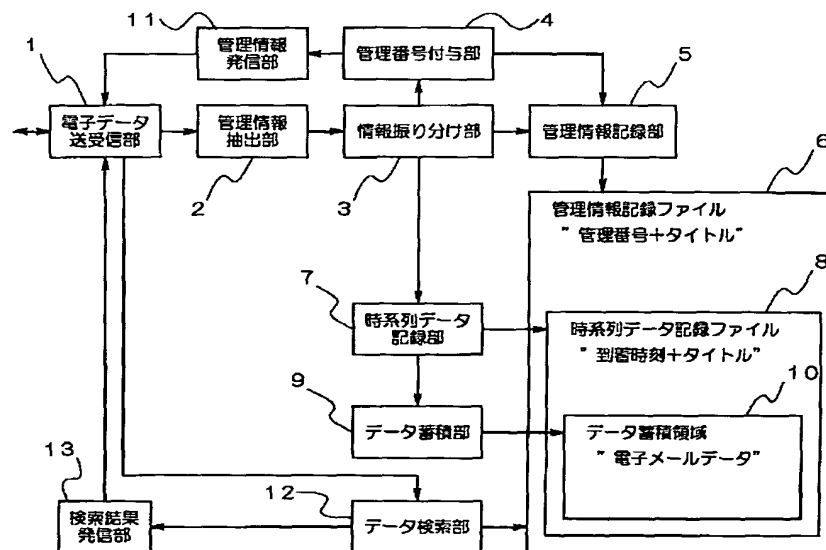 11
4
1
管理情報
発信部
管理番号付与部
5
電子データ
送受信部
管理情報
抽出部
情報振り分け部
管理情報記録部
6
2
3
管理情報記録ファイル
"管理番号+タイトル"
8
7
時系列データ
記録部
時系列データ記録ファイル
"到着時刻+タイトル"
9
10
データ蓄積部
データ蓄積領域
"電子メールデータ"
13
12
検索結果
発信部
データ検索部